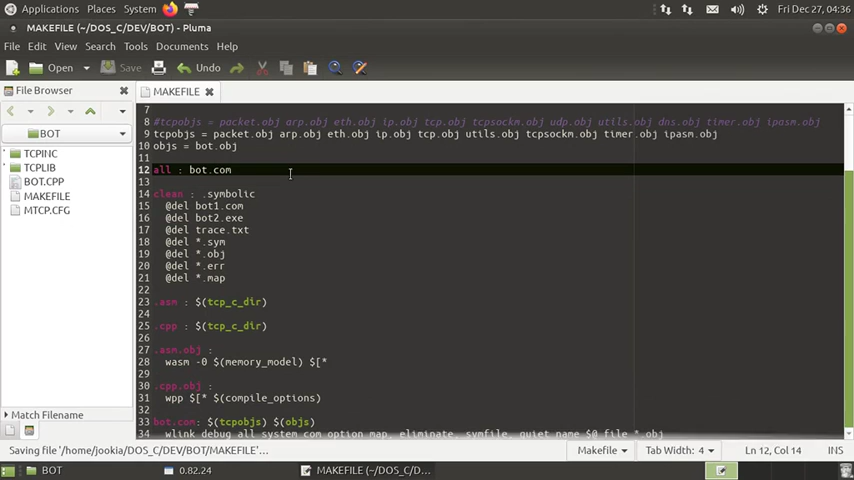 Applications Places System Fri Dec 27, 04:36
MAKEFILE (~/DOS_C/DEV/BOT) - Pluma
File Edit View Search Tools Documents Help
Open Save Undo
File Browser
MAKEFILE
BOT
TCPINC
TCPLIB
BOT.CPP
MAKEFILE
MTCP.CFG
Match Filename
7
8 #tcpobjs = packet.obj arp.obj eth.obj ip.obj tcp.obj tcpsockm.obj udp.obj utils.obj dns.obj timer.obj ipasm.obj
9 tcpobjs = packet.obj arp.obj eth.obj ip.obj tcp.obj utils.obj tcpsockm.obj timer.obj ipasm.obj
10 objs = bot.obj
11
12 all : bot.com
13
14 clean : .symbolic
15 @del bot1.com
16 @del bot2.exe
17 @del trace.txt
18 @del *.sym
19 @del *.obj
20 @del *.err
21 @del *.map
22
23 .asm : $(tcp_c_dir)
24
25 .cpp : $(tcp_c_dir)
26
27 .asm.obj :
28 wasm -0 $(memory_model) $[*
29
30 .cpp.obj :
31 wpp $[* $(compile_options)
32
33 bot.com: $(tcpobjs) $(objs)
34 wlink debug all system com option map, eliminate, symfile, quiet name $@ file *.obj
Saving file '/home/jookia/DOS_C/DEV/BOT/MAKEFILE'... Makefile Tab Width: 4 Ln 12, Col 14 INS
BOT 0.82.24 MAKEFILE (~/DOS_C/D...